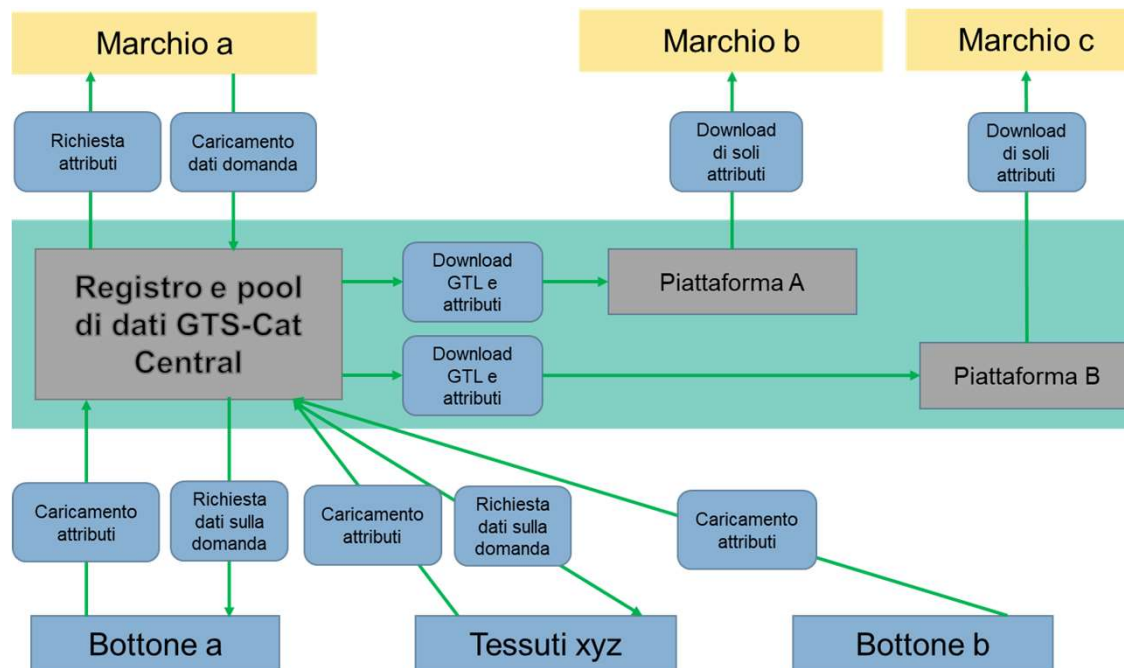 Marchio a
Marchio b
Marchio c
Richiesta
attributi
Caricamento
dati domanda
Download
di soli
attributi
Download
di soli
attributi
Registro e pool
di dati GTS-Cat
Central
Download
GTL e
attributi
Piattaforma A
Download
GTL e
attributi
Piattaforma B
Caricamento
attributi
Richiesta
dati sulla
domanda
Caricamento
attributi
Richiesta
dati sulla
domanda
Caricamento
attributi
Bottone a
Tessuti xyz
Bottone b